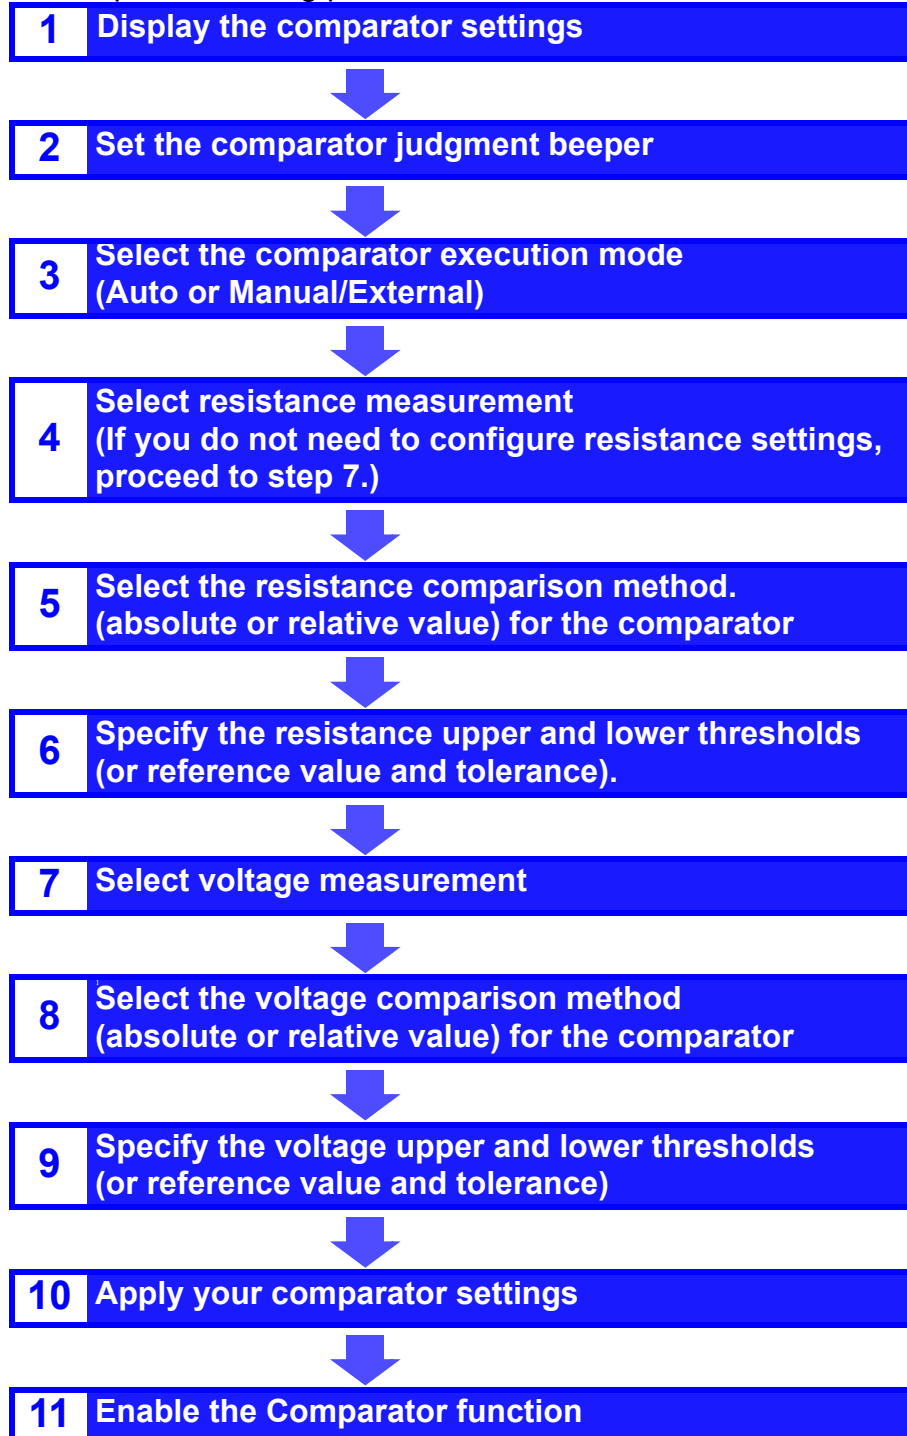 1 Display the comparator settings
2 Set the comparator judgment beeper
3 Select the comparator execution mode
(Auto or Manual/External)
4 Select resistance measurement
(If you do not need to configure resistance settings,
proceed to step 7.)
5 Select the resistance comparison method.
(absolute or relative value) for the comparator
6 Specify the resistance upper and lower thresholds
(or reference value and tolerance).
7 Select voltage measurement
8 Select the voltage comparison method
(absolute or relative value) for the comparator
9 Specify the voltage upper and lower thresholds
(or reference value and tolerance)
10 Apply your comparator settings
11 Enable the Comparator function